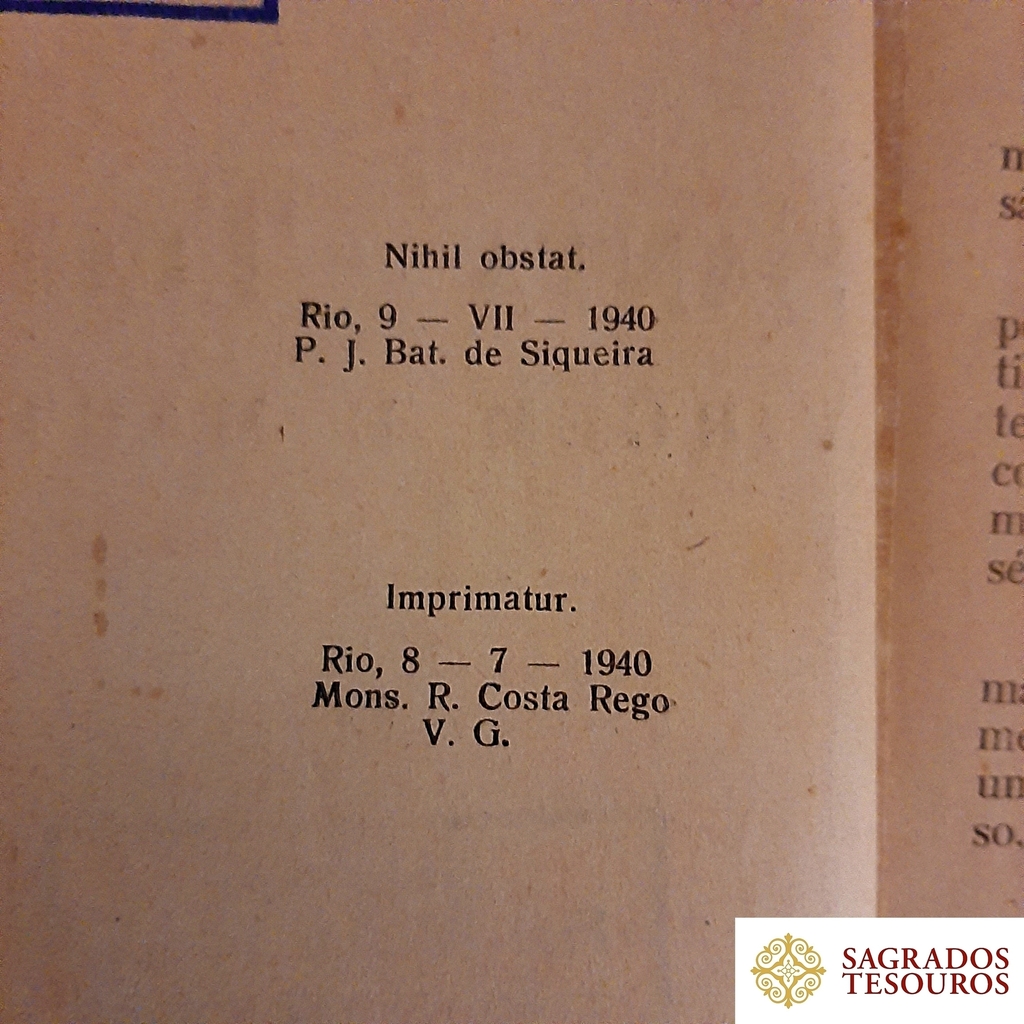 Nihil obstat.
Rio, 9 — VII — 1940
P. J. Bat. de Siqueira
Imprimatur.
Rio, 8 — 7 — 1940
Mons. R. Costa Rego
V. G.
so.
SAGRADOS
TESOUROS